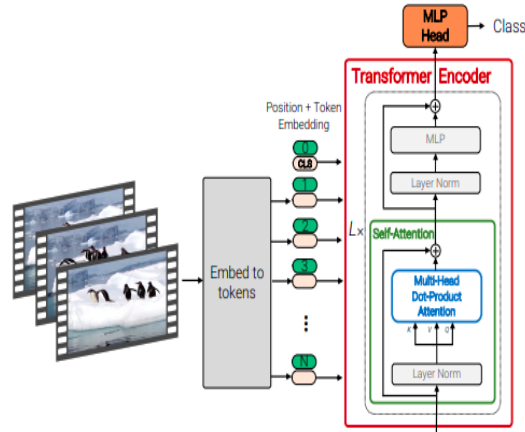 MLP
Head
Class
Transformer Encoder
Position + Token
Embedding
0
CLS
1
2
3
N
Embed to
tokens
L×
MLP
Layer Norm
Self-Attention
Multi-Head
Dot-Product
Attention
K V Q
Layer Norm